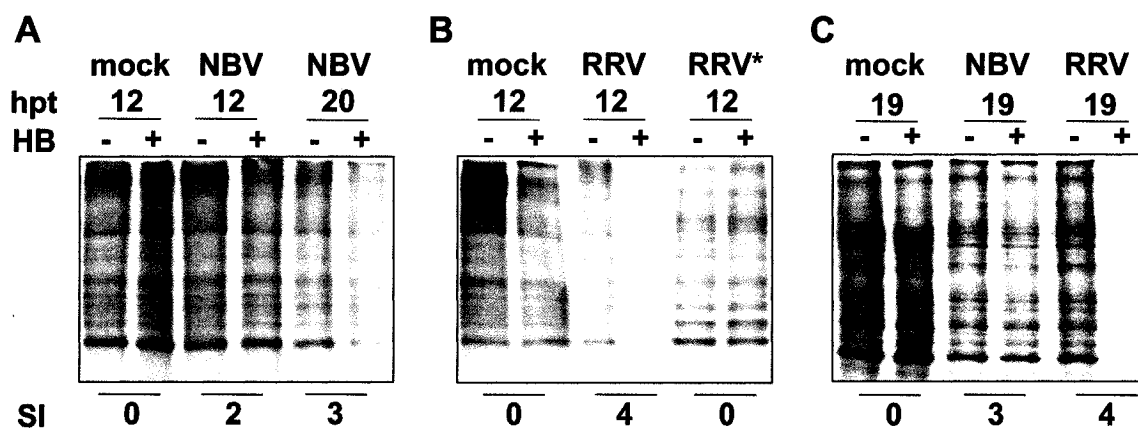 A B C
mock NBV NBV mock RRV RRV* mock NBV RRV
hpt 12 12 20 12 12 12 19 19 19
HB - + - + - + - + - + - + - + - + - +
SI 0 2 3 0 4 0 0 3 4